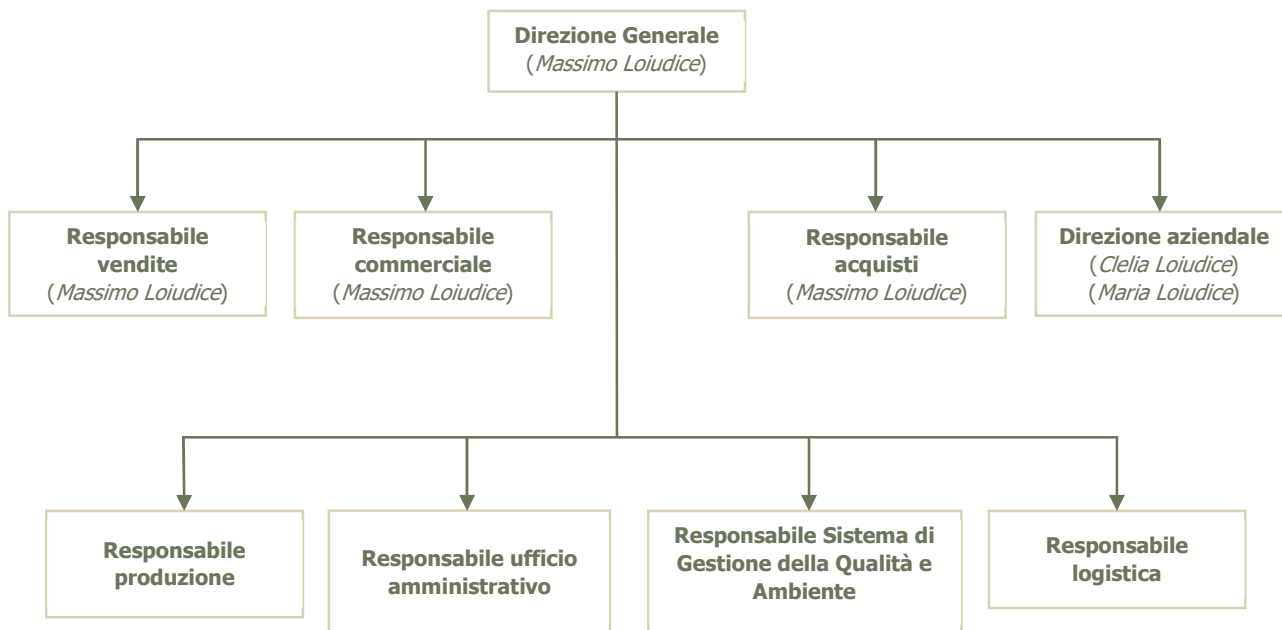 Direzione Generale
(Massimo Loiudice)
Responsabile
vendite
(Massimo Loiudice)
Responsabile
commerciale
(Massimo Loiudice)
Responsabile
acquisti
(Massimo Loiudice)
Direzione aziendale
(Clelia Loiudice)
(Maria Loiudice)
Responsabile
produzione
Responsabile ufficio
amministrativo
Responsabile Sistema di
Gestione della Qualità e
Ambiente
Responsabile
logistica